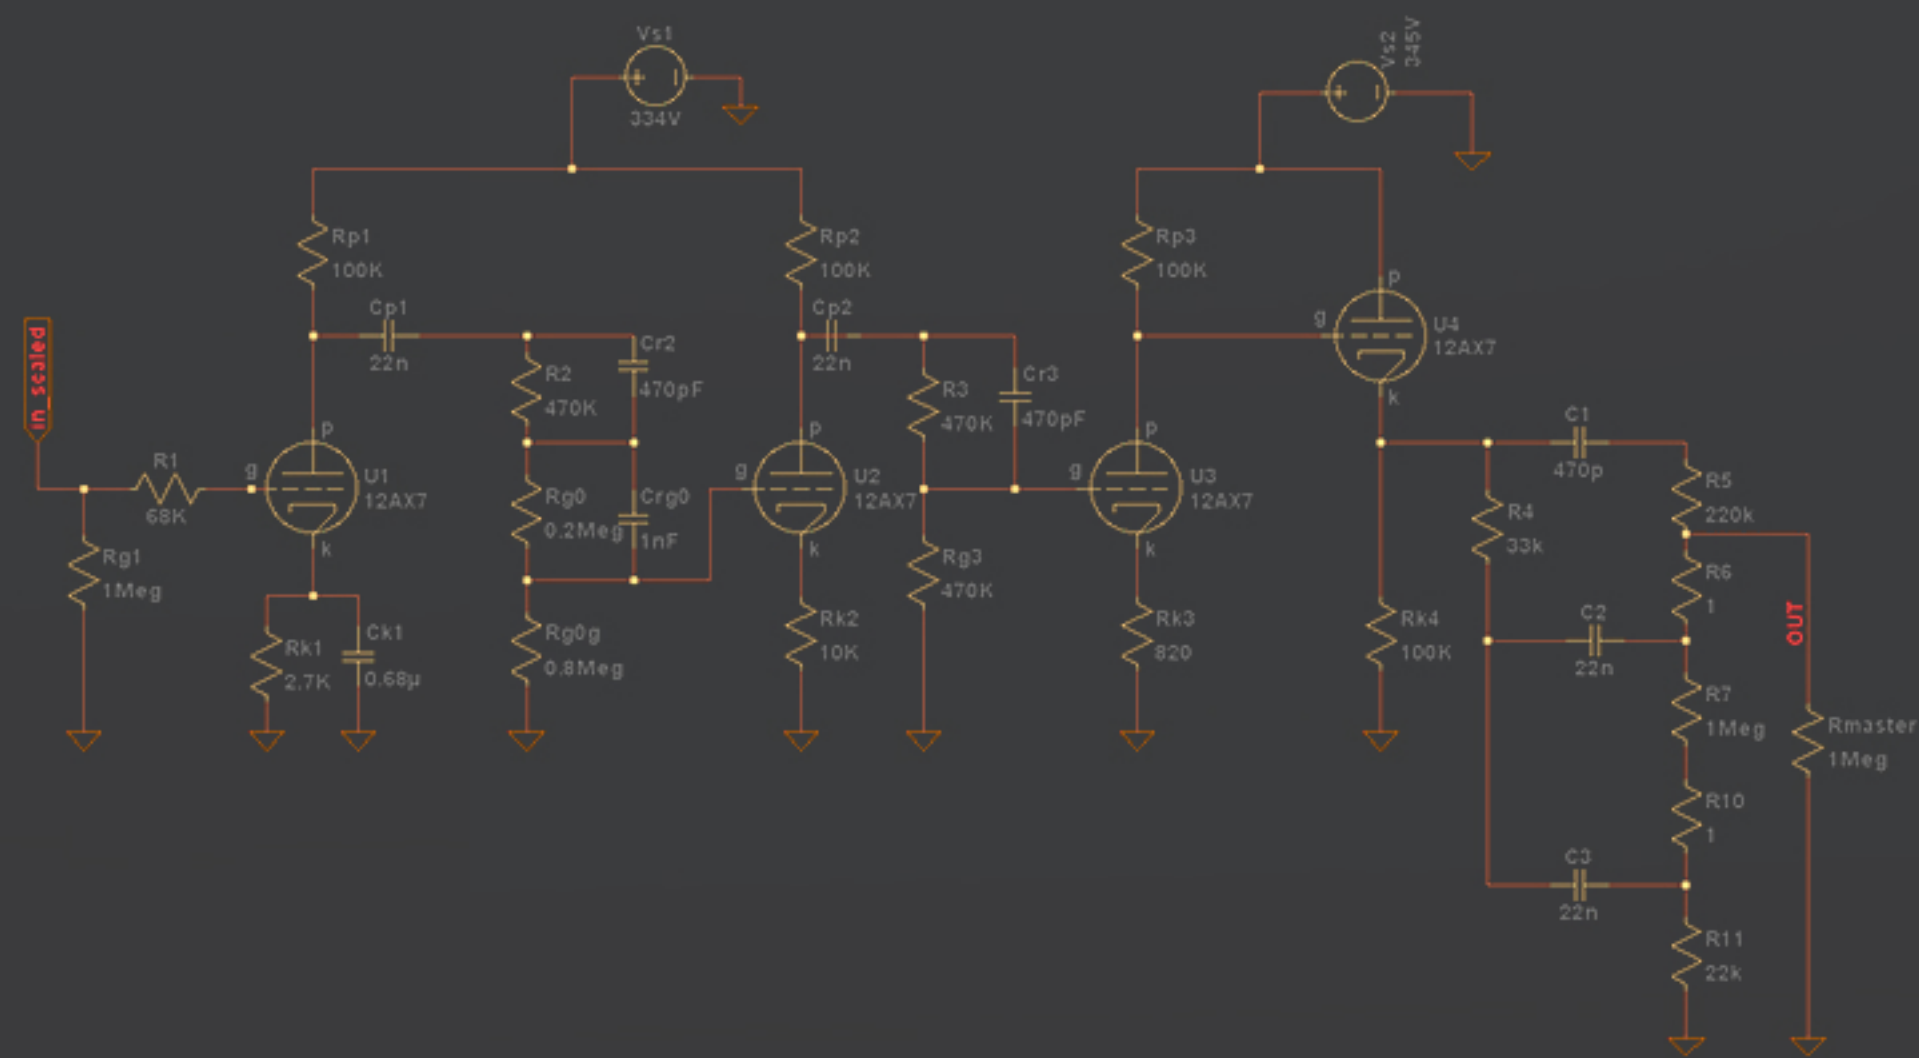 Vs1
334V
Vs2
345V
Rp1
100K
Rp2
100K
Rp3
100K
Cp1
22n
Cp2
22n
Cr2
470pF
R2
470K
R3
470K
Cr3
470pF
p
g
k
U4
12AX7
in_scaled
R1
68K
p
g
k
U1
12AX7
Rg0
0.2Meg
Crg0
1nF
p
g
k
U2
12AX7
p
g
k
U3
12AX7
C1
470p
R5
220k
R4
33k
Rg1
1Meg
Rg3
470K
R6
1
C2
22n
OUT
Rk1
2.7K
Ck1
0.68µ
Rg0g
0.8Meg
Rk2
10K
Rk3
820
Rk4
100K
R7
1Meg
Rmaster
1Meg
R10
1
C3
22n
R11
22k